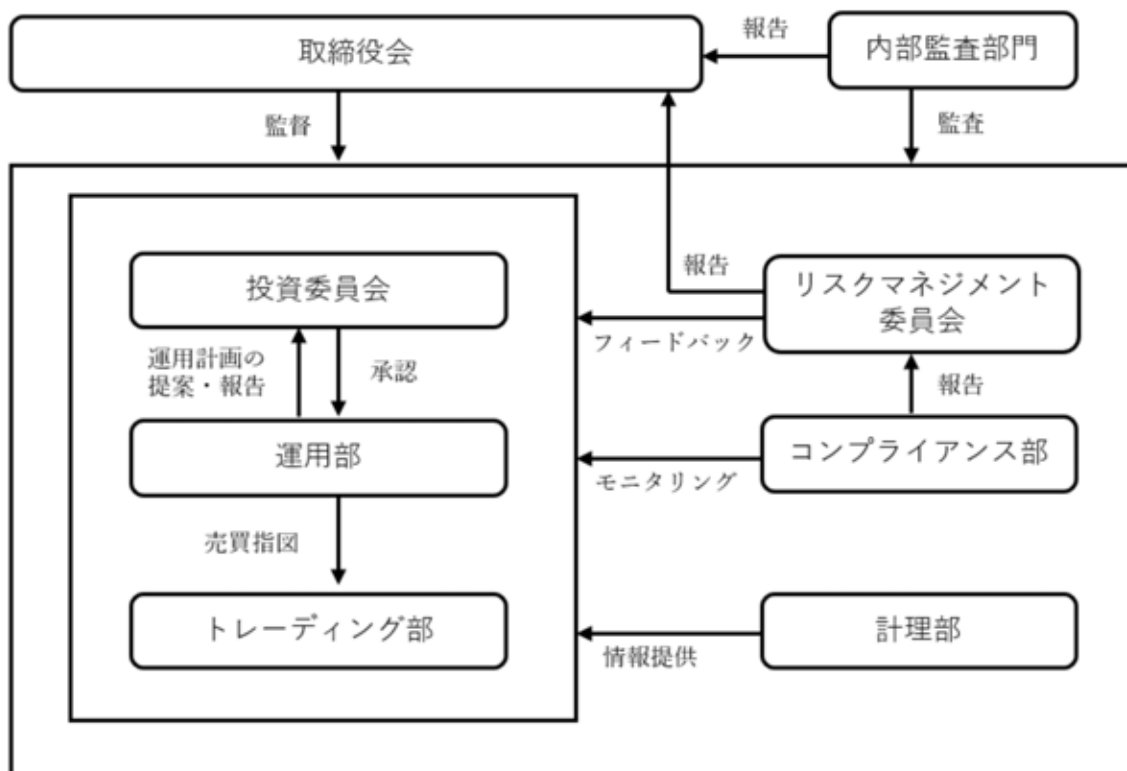 取締役会
報告
内部監査部門
監督
監査
投資委員会
報告
リスクマネジメント
委員会
フィードバック
運用計画の
提案・報告
承認
報告
運用部
コンプライアンス部
モニタリング
売買指図
トレーディング部
計理部
情報提供